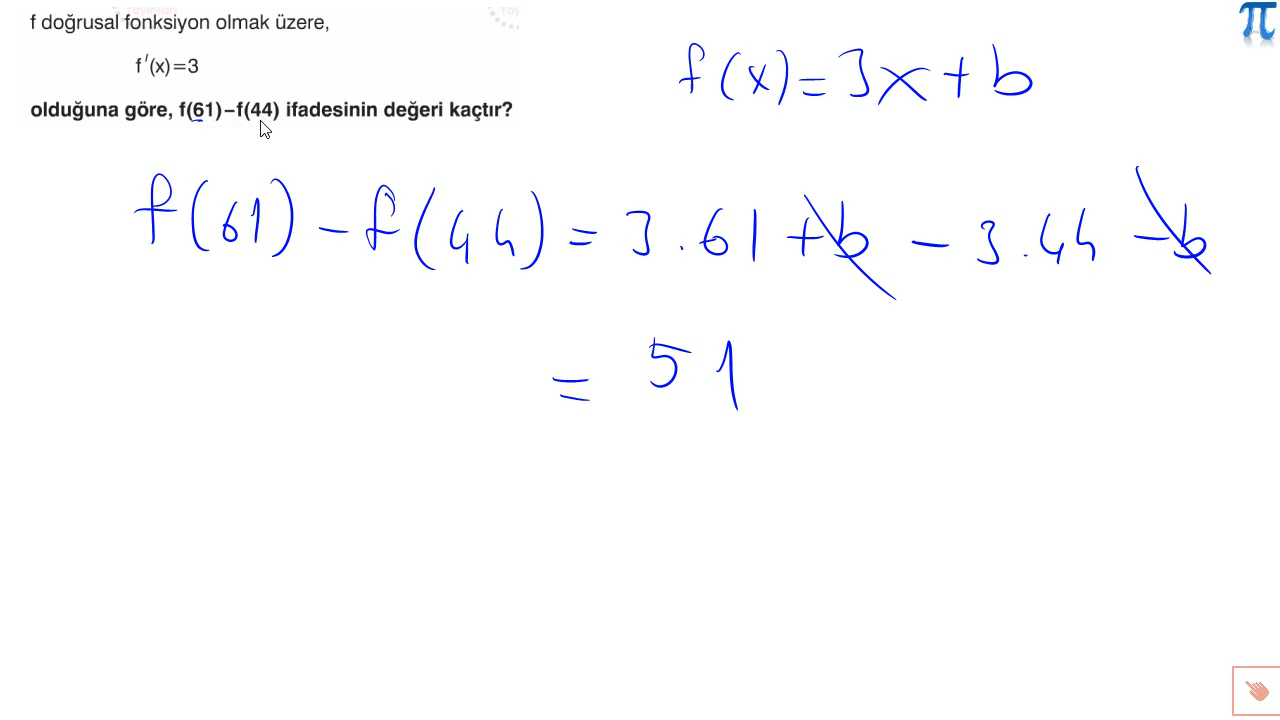 f doğrusal fonksiyon olmak üzere,
f'(x)=3
olduğuna göre, f(61)−f(44) ifadesinin değeri kaçtır?
f(x)=3x+b
f(61)-f(44)=3.61+b-3.44-b
=51
π